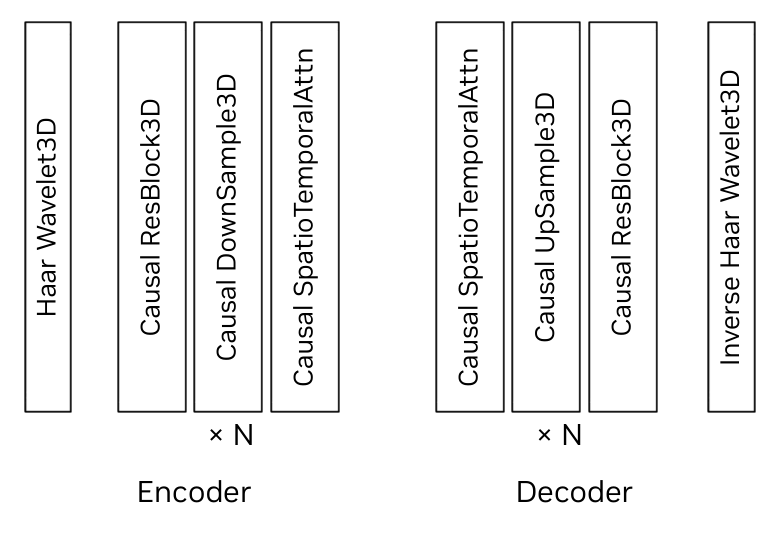 Haar Wavelet3D
Causal ResBlock3D
Causal DownSample3D
Causal SpatioTemporalAttn
× N
Encoder
Causal SpatioTemporalAttn
Causal UpSample3D
Causal ResBlock3D
× N
Decoder
Inverse Haar Wavelet3D